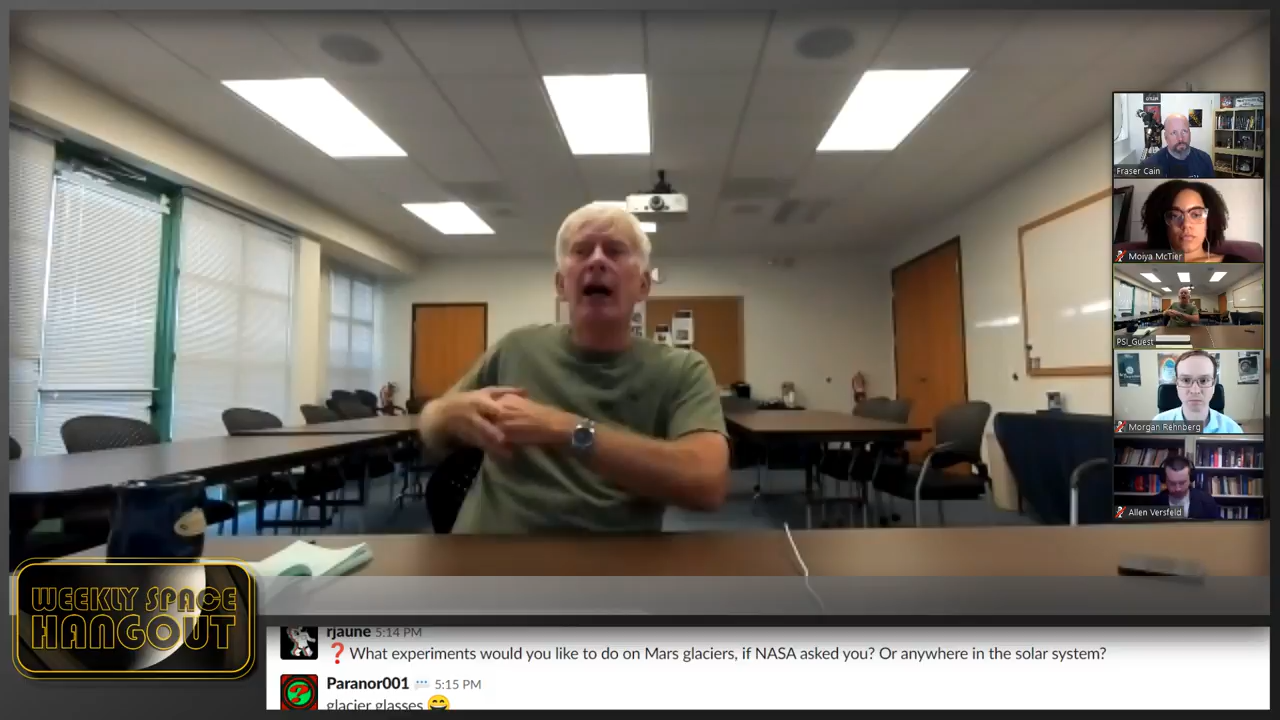 Fraser Cain
Moiya McTier
PSI_Guest
Morgan Rehnberg
Allen Versfeld
WEEKLY SPACE
HANGOUT
rjaune 5:14 PM
❓What experiments would you like to do on Mars glaciers, if NASA asked you? Or anywhere in the solar system?
Paranor001 5:15 PM
glacier glasses 😄